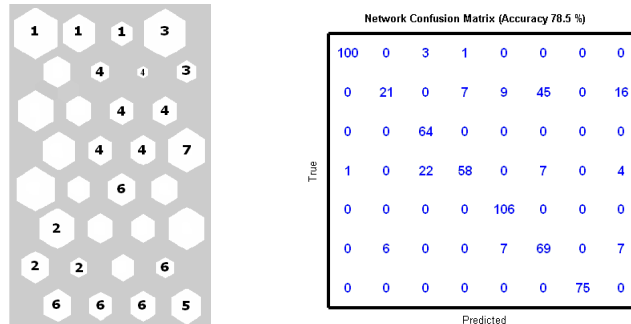 1 1 1 3
4 4 3
4 4
4 4 7
6
2
2 2 6
6 6 6 5
Network Confusion Matrix (Accuracy 78.5 %)
100 0 3 1 0 0 0 0
0 21 0 7 9 45 0 16
0 0 64 0 0 0 0 0
1 0 22 58 0 7 0 4
0 0 0 0 106 0 0 0
0 6 0 0 7 69 0 7
0 0 0 0 0 0 75 0
True
Predicted